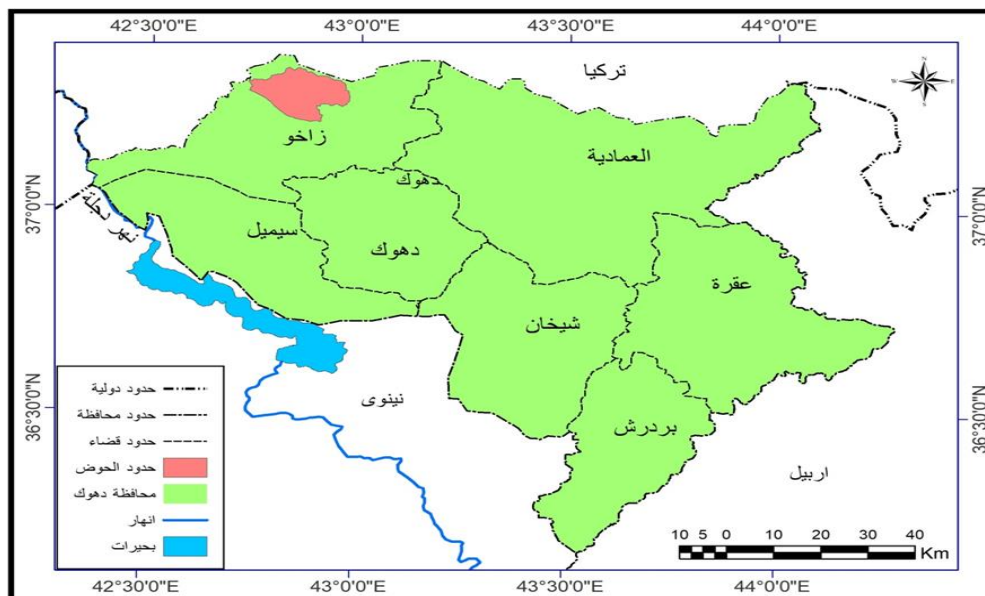 42°30'0"E
43°0'0"E
43°30'0"E
44°0'0"E
تركيا
زاخو
العمادية
دهوك
37°0'0"N
37°0'0"N
نهر دجلة
سيميل
دهوك
عقرة
شيخان
نينوى
بردرش
اربيل
36°30'0"N
36°30'0"N
حدود دولية
حدود محافظة
حدود قضاء
حدود الحوض
محافظة دهوك
انهار
بحيرات
10 5 0 10 20 30 40
Km
42°30'0"E
43°0'0"E
43°30'0"E
44°0'0"E